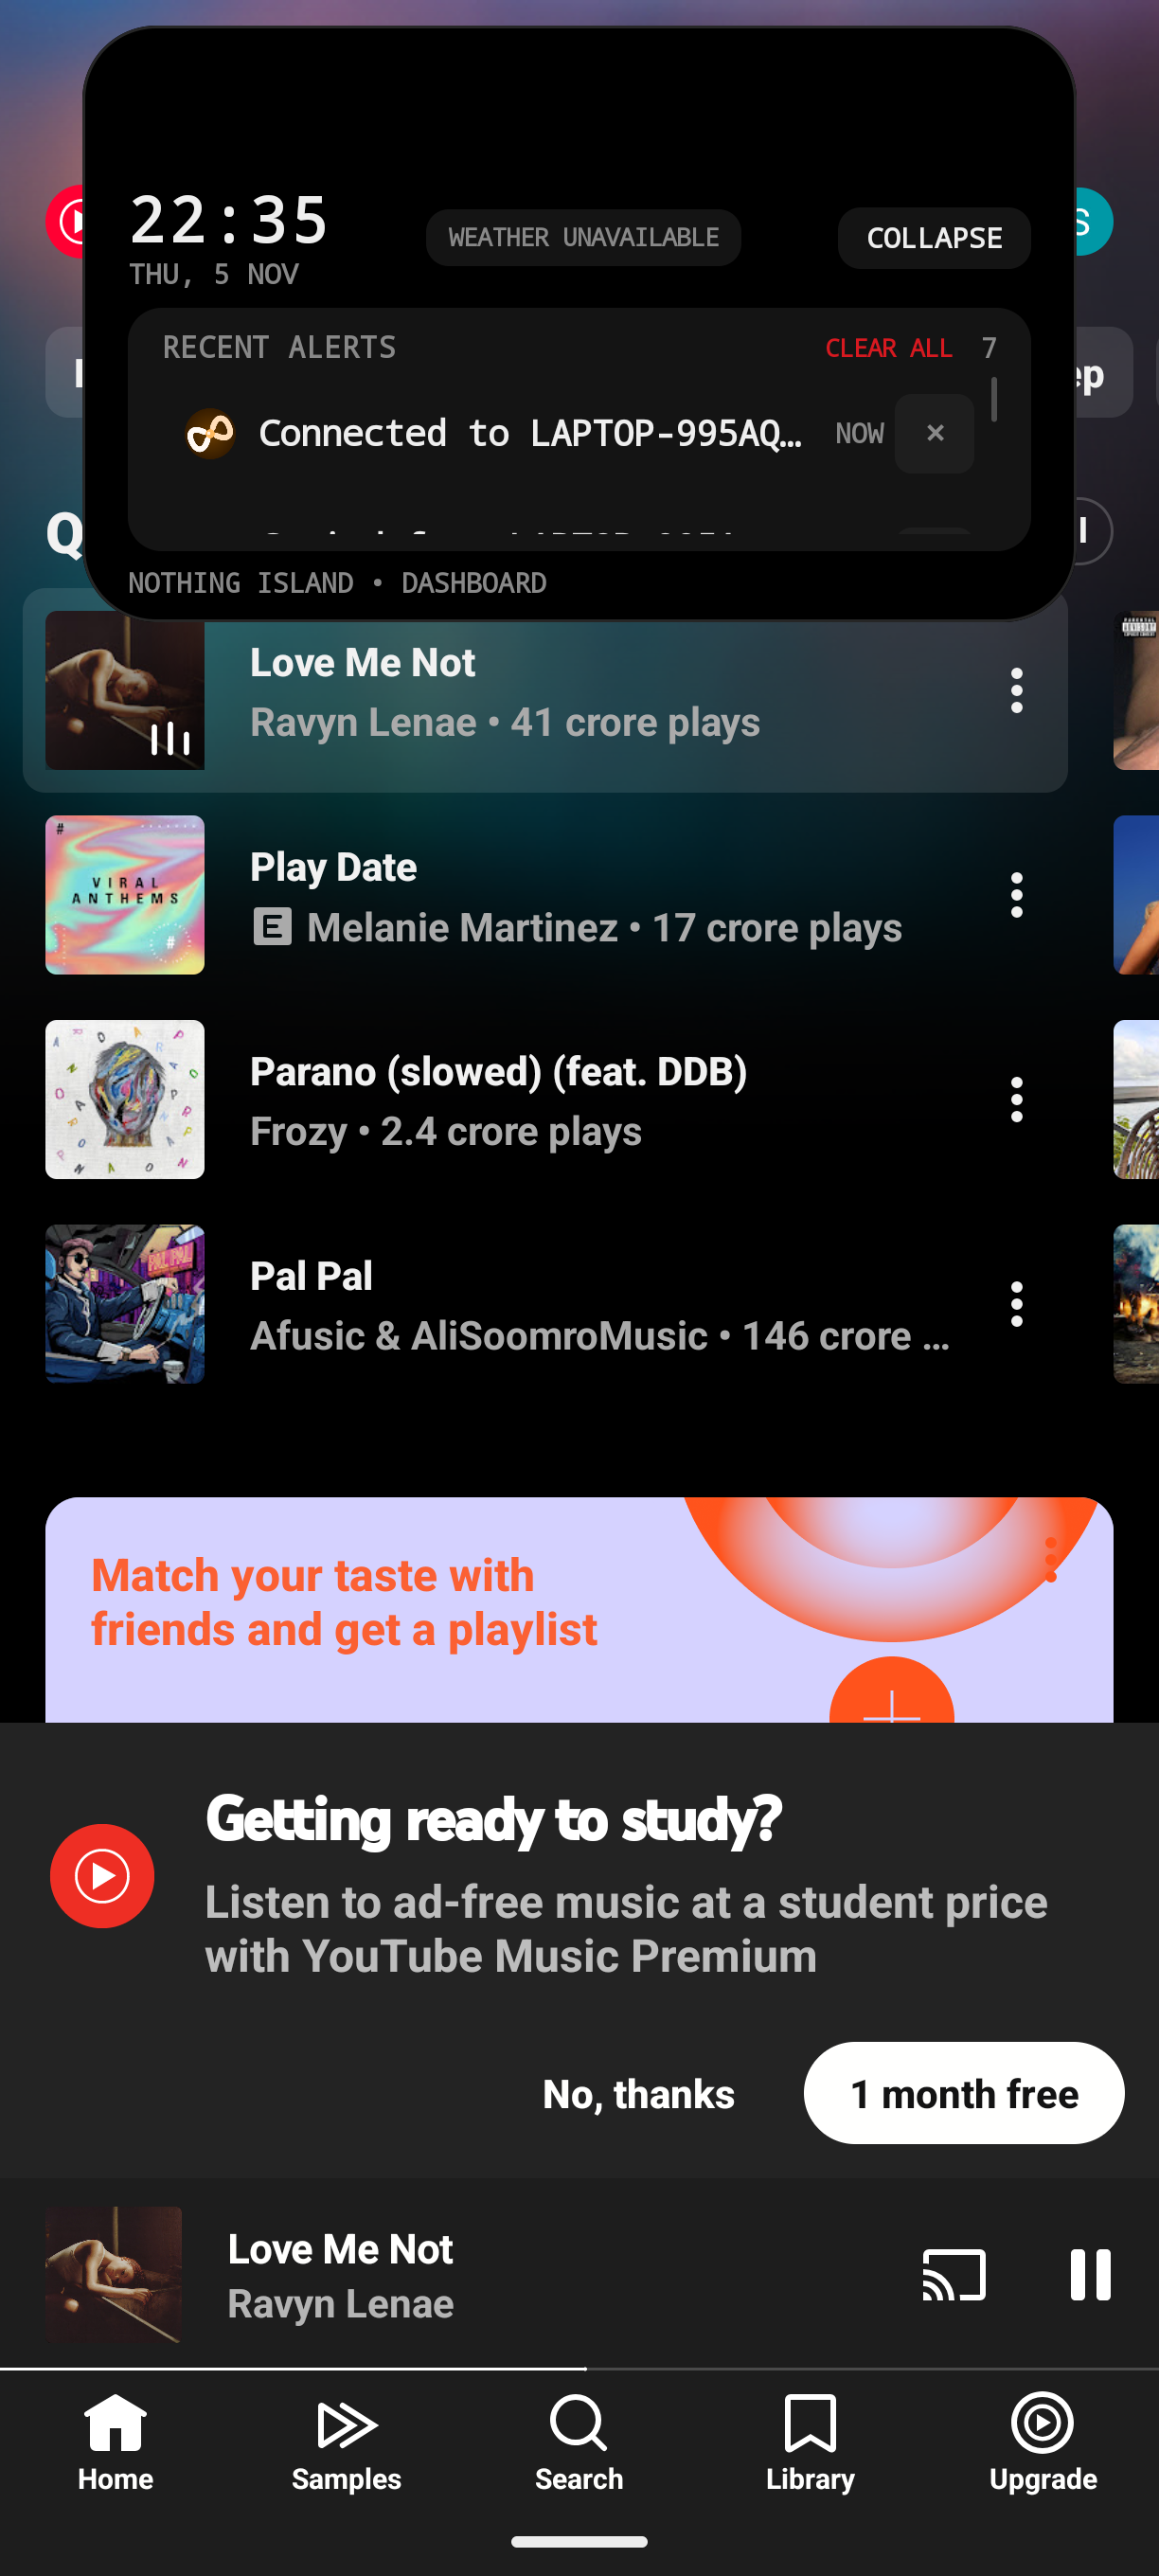 22:35
THU, 5 NOV
WEATHER UNAVAILABLE
COLLAPSE
RECENT ALERTS
CLEAR ALL 7
Connected to LAPTOP-995AQ…
NOW ×
NOTHING ISLAND • DASHBOARD
Love Me Not
Ravyn Lenae • 41 crore plays
Play Date
E Melanie Martinez • 17 crore plays
Parano (slowed) (feat. DDB)
Frozy • 2.4 crore plays
Pal Pal
Afusic & AliSoomroMusic • 146 crore ...
VIRAL
ANTHEMS
PAL PAL
Match your taste with
friends and get a playlist
Getting ready to study?
Listen to ad-free music at a student price
with YouTube Music Premium
No, thanks
1 month free
Love Me Not
Ravyn Lenae
Home
Samples
Search
Library
Upgrade